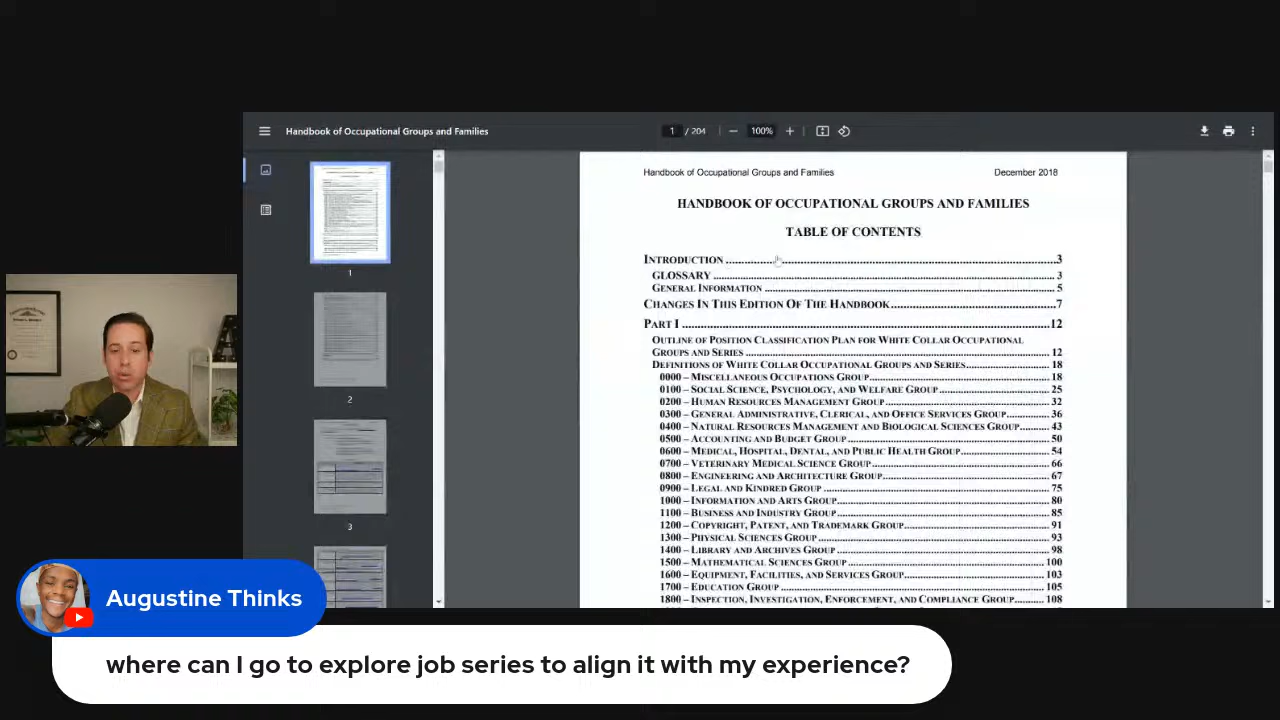 Handbook of Occupational Groups and Families
1 / 204
100%
Handbook of Occupational Groups and Families December 2018
HANDBOOK OF OCCUPATIONAL GROUPS AND FAMILIES
TABLE OF CONTENTS
INTRODUCTION ........ 3
GLOSSARY ........ 3
GENERAL INFORMATION ........ 5
CHANGES IN THIS EDITION OF THE HANDBOOK ........ 7
PART I ........ 12
OUTLINE OF POSITION CLASSIFICATION PLAN FOR WHITE COLLAR OCCUPATIONAL
GROUPS AND SERIES ........ 12
DEFINITIONS OF WHITE COLLAR OCCUPATIONAL GROUPS AND SERIES ........ 18
0000 – MISCELLANEOUS OCCUPATIONS GROUP ........ 18
0100 – SOCIAL SCIENCE, PSYCHOLOGY, AND WELFARE GROUP ........ 25
0200 – HUMAN RESOURCES MANAGEMENT GROUP ........ 32
0300 – GENERAL ADMINISTRATIVE, CLERICAL, AND OFFICE SERVICES GROUP ........ 36
0400 – NATURAL RESOURCES MANAGEMENT AND BIOLOGICAL SCIENCES GROUP ........ 43
0500 – ACCOUNTING AND BUDGET GROUP ........ 50
0600 – MEDICAL, HOSPITAL, DENTAL, AND PUBLIC HEALTH GROUP ........ 54
0700 – VETERINARY MEDICAL SCIENCE GROUP ........ 66
0800 – ENGINEERING AND ARCHITECTURE GROUP ........ 67
0900 – LEGAL AND KINDRED GROUP ........ 75
1000 – INFORMATION AND ARTS GROUP ........ 80
1100 – BUSINESS AND INDUSTRY GROUP ........ 85
1200 – COPYRIGHT, PATENT, AND TRADEMARK GROUP ........ 91
1300 – PHYSICAL SCIENCES GROUP ........ 93
1400 – LIBRARY AND ARCHIVES GROUP ........ 98
1500 – MATHEMATICAL SCIENCES GROUP ........ 100
1600 – EQUIPMENT, FACILITIES, AND SERVICES GROUP ........ 103
1700 – EDUCATION GROUP ........ 105
1800 – INSPECTION, INVESTIGATION, ENFORCEMENT, AND COMPLIANCE GROUP ........ 108
1
2
3
Augustine Thinks
where can I go to explore job series to align it with my experience?